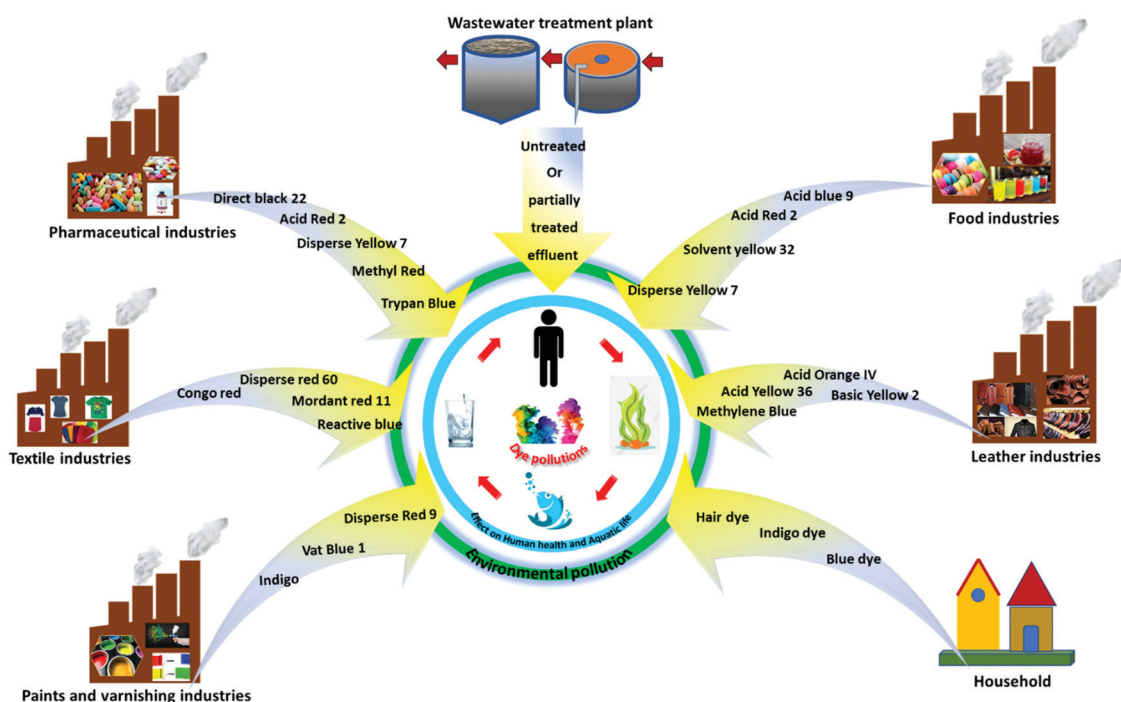 Wastewater treatment plant
Untreated
Or
partially
treated
effluent
Direct black 22
Acid Red 2
Disperse Yellow 7
Methyl Red
Trypan Blue
Pharmaceutical industries
Acid blue 9
Acid Red 2
Solvent yellow 32
Disperse Yellow 7
Food industries
Congo red
Disperse red 60
Mordant red 11
Reactive blue
Textile industries
Acid Orange IV
Acid Yellow 36
Basic Yellow 2
Methylene Blue
Leather industries
Dye pollutions
Effect on Human health and Aquatic life
Environmental pollution
Disperse Red 9
Vat Blue 1
Indigo
Paints and varnishing industries
Hair dye
Indigo dye
Blue dye
Household